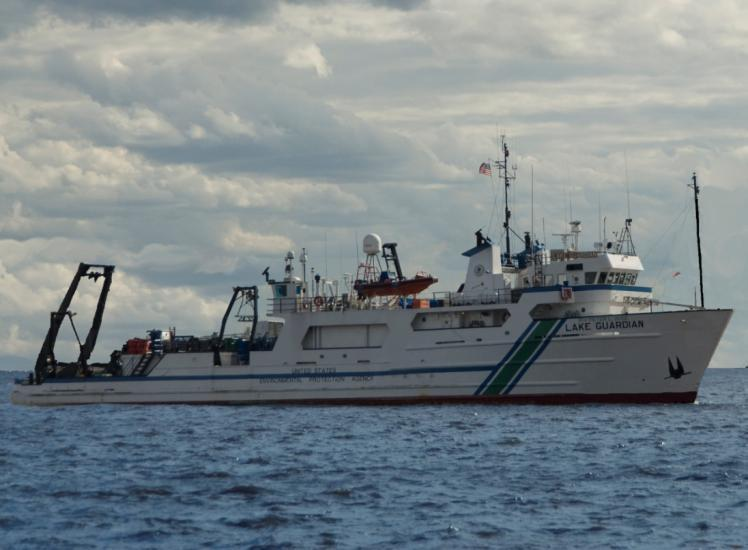 LAKE GUARDIAN
UNITED STATES
ENVIRONMENTAL PROTECTION AGENCY